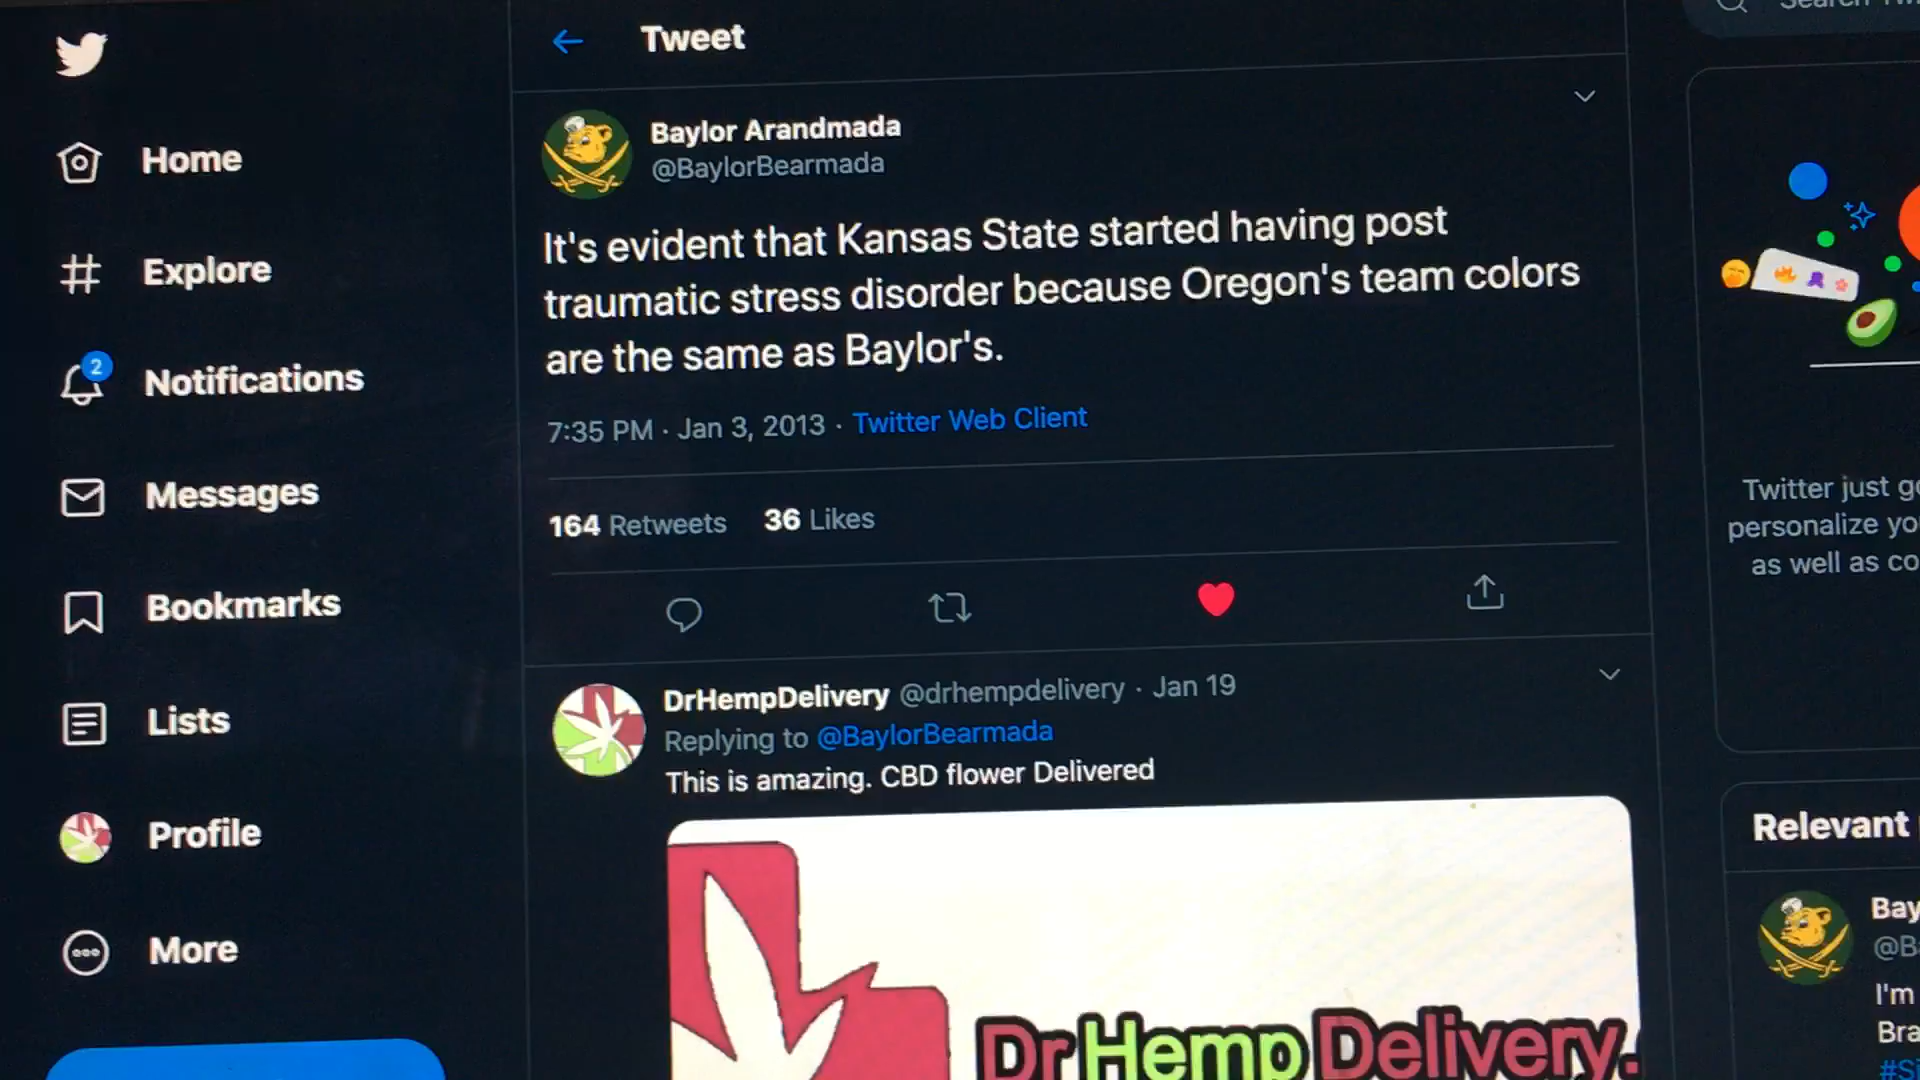 Tweet
Home
Explore
2
Notifications
Messages
Bookmarks
Lists
Profile
More
Baylor Arandmada
@BaylorBearmada
It's evident that Kansas State started having post
traumatic stress disorder because Oregon's team colors
are the same as Baylor's.
7:35 PM · Jan 3, 2013 · Twitter Web Client
164 Retweets 36 Likes
DrHempDelivery @drhempdelivery · Jan 19
Replying to @BaylorBearmada
This is amazing. CBD flower Delivered
Dr Hemp Delivery.
Twitter just
personalize
as well as
Relevant
I'm